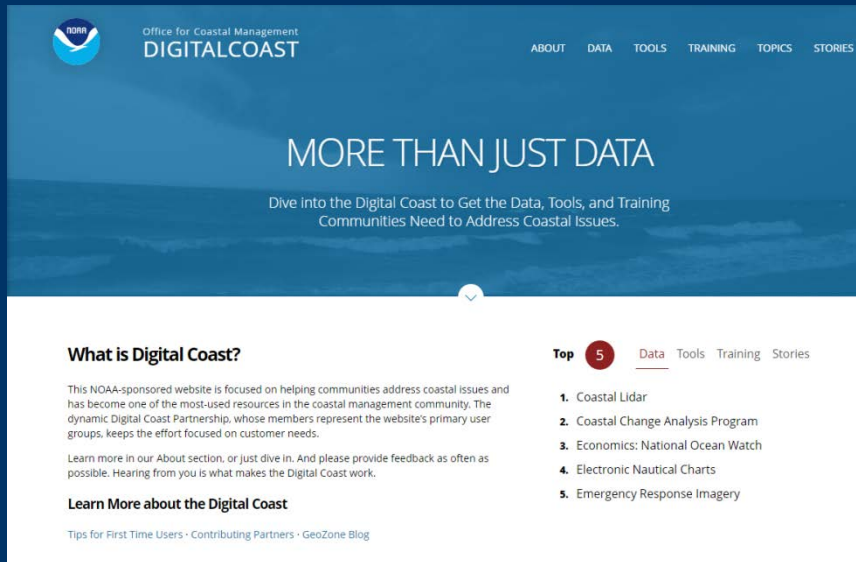 NOAA
Office for Coastal Management
DIGITALCOAST
ABOUT DATA TOOLS TRAINING TOPICS STORIES
MORE THAN JUST DATA
Dive into the Digital Coast to Get the Data, Tools, and Training
Communities Need to Address Coastal Issues.
What is Digital Coast?
This NOAA-sponsored website is focused on helping communities address coastal issues and
has become one of the most-used resources in the coastal management community. The
dynamic Digital Coast Partnership, whose members represent the website's primary user
groups, keeps the effort focused on customer needs.
Learn more in our About section, or just dive in. And please provide feedback as often as
possible. Hearing from you is what makes the Digital Coast work.
Learn More about the Digital Coast
Tips for First Time Users · Contributing Partners · GeoZone Blog
Top 5 Data Tools Training Stories
1. Coastal Lidar
2. Coastal Change Analysis Program
3. Economics: National Ocean Watch
4. Electronic Nautical Charts
5. Emergency Response Imagery